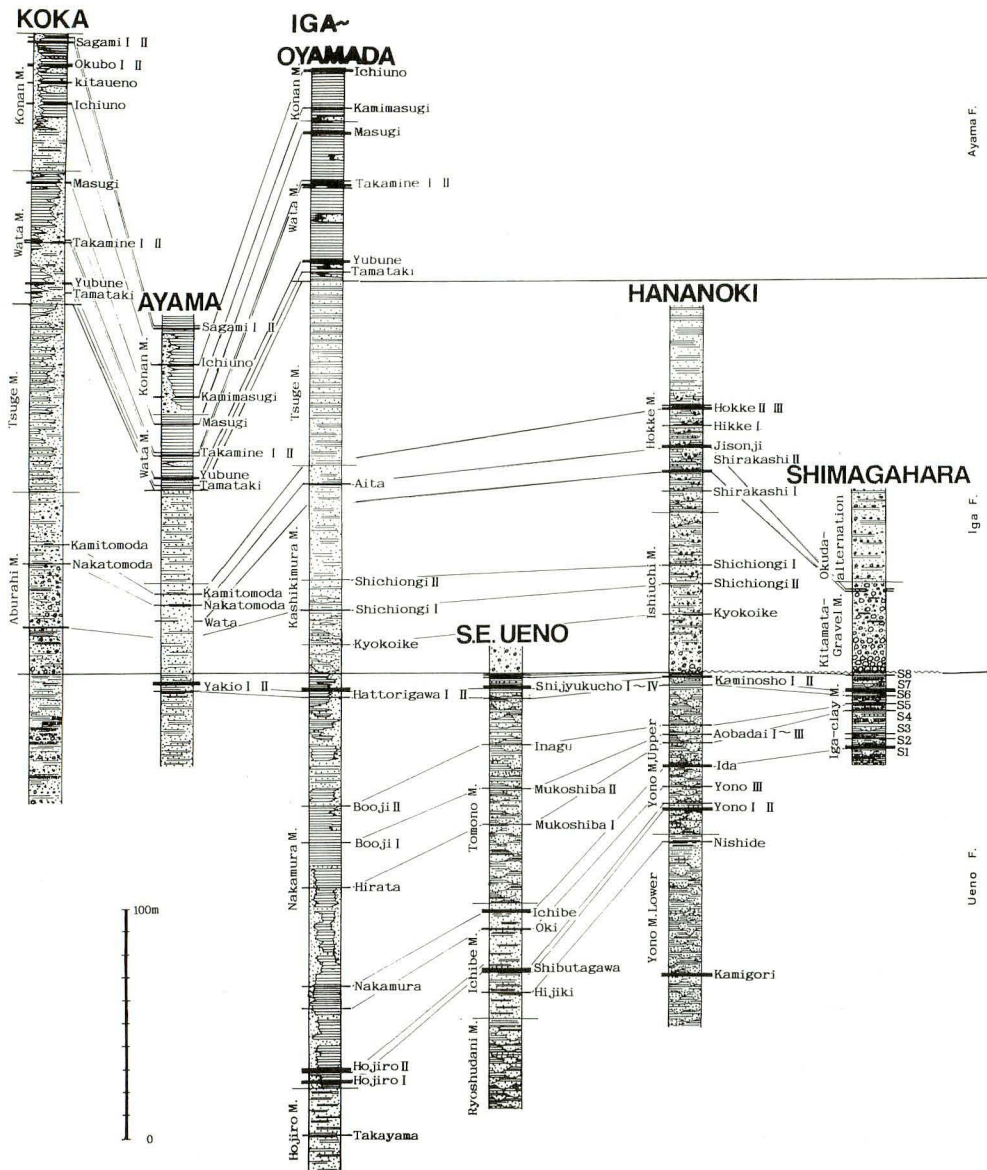 KOKA
Sagami I II
Okubo I II
kitaueno
Ichiuno
Masugi
Takamine I II
Yubune
Tamataki
Kamitomoda
Nakatomoda
Konan M.
Wata M.
Tsuge M.
Aburahi M.
AYAMA
Sagami I II
Ichiuno
Kamimasugi
Masugi
Takamine I II
Yubune
Tamataki
Kamitomoda
Nakatomoda
Wata
Yakio I II
Konan M.
Wata M.
IGA~
OYAMADA
Ichiuno
Kamimasugi
Masugi
Takamine I II
Yubune
Tamataki
Aita
Shichiongi II
Shichiongi I
Kyokoike
Hattorigawa I II
Booji II
Booji I
Hirata
Nakamura
Hojiro II
Hojiro I
Takayama
Konan M.
Wata M.
Tsuge M.
Kashikimura M.
Nakamura M.
Hojiro M.
S.E. UENO
Shijyukucho I~IV
Inagu
Mukoshiba II
Mukoshiba I
Ichibe
Oki
Shibutagawa
Hijiki
Tomono M.
Ichibe M.
Ryoshudani M.
HANANOKI
Hokke II III
Hikke I
Jisonji
Shirakashi II
Shirakashi I
Shichiongi I
Shichiongi II
Kyokoike
Kaminosho I II
Aobadai I~III
Ida
Yono III
Yono I II
Nishide
Kamigori
Hokke M.
Ishiuchi M.
Yono M. Upper
Yono M. Lower
SHIMAGAHARA
S8
S7
S6
S5
S4
S3
S2
S1
Okuda-
alternation
Kitamata-
Gravel M.
Iga-clay M.
Ayama F.
Iga F.
Ueno F.
100m
0